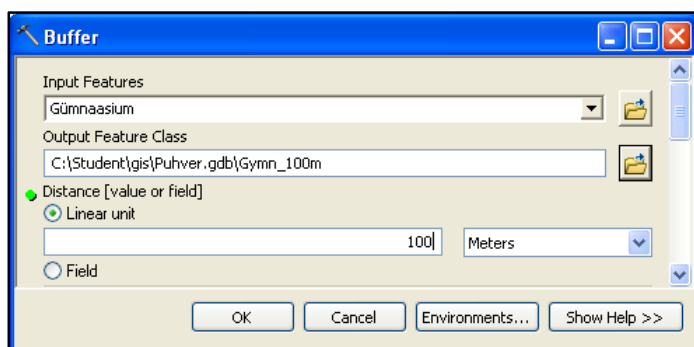 Buffer
Input Features
Gümnaasium
Output Feature Class
C:\Student\gis\Puhver.gdb\Gymn_100m
Distance [value or field]
Linear unit
100 Meters
Field
OK Cancel Environments... Show Help >>